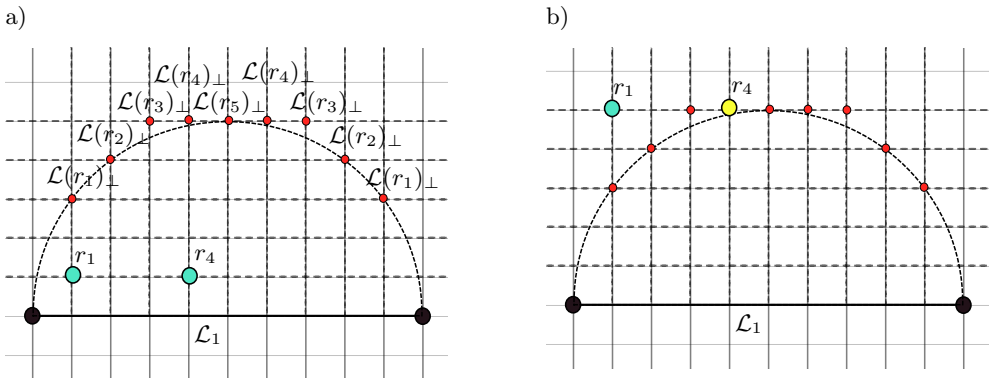 a)
b)
ℒ(r₄)⊥ ℒ(r₄)⊥
ℒ(r₃)⊥ ℒ(r₅)⊥ ℒ(r₃)⊥
ℒ(r₂)⊥ ℒ(r₂)⊥
ℒ(r₁)⊥ ℒ(r₁)⊥
r₁ r₄
ℒ₁
r₁ r₄
ℒ₁